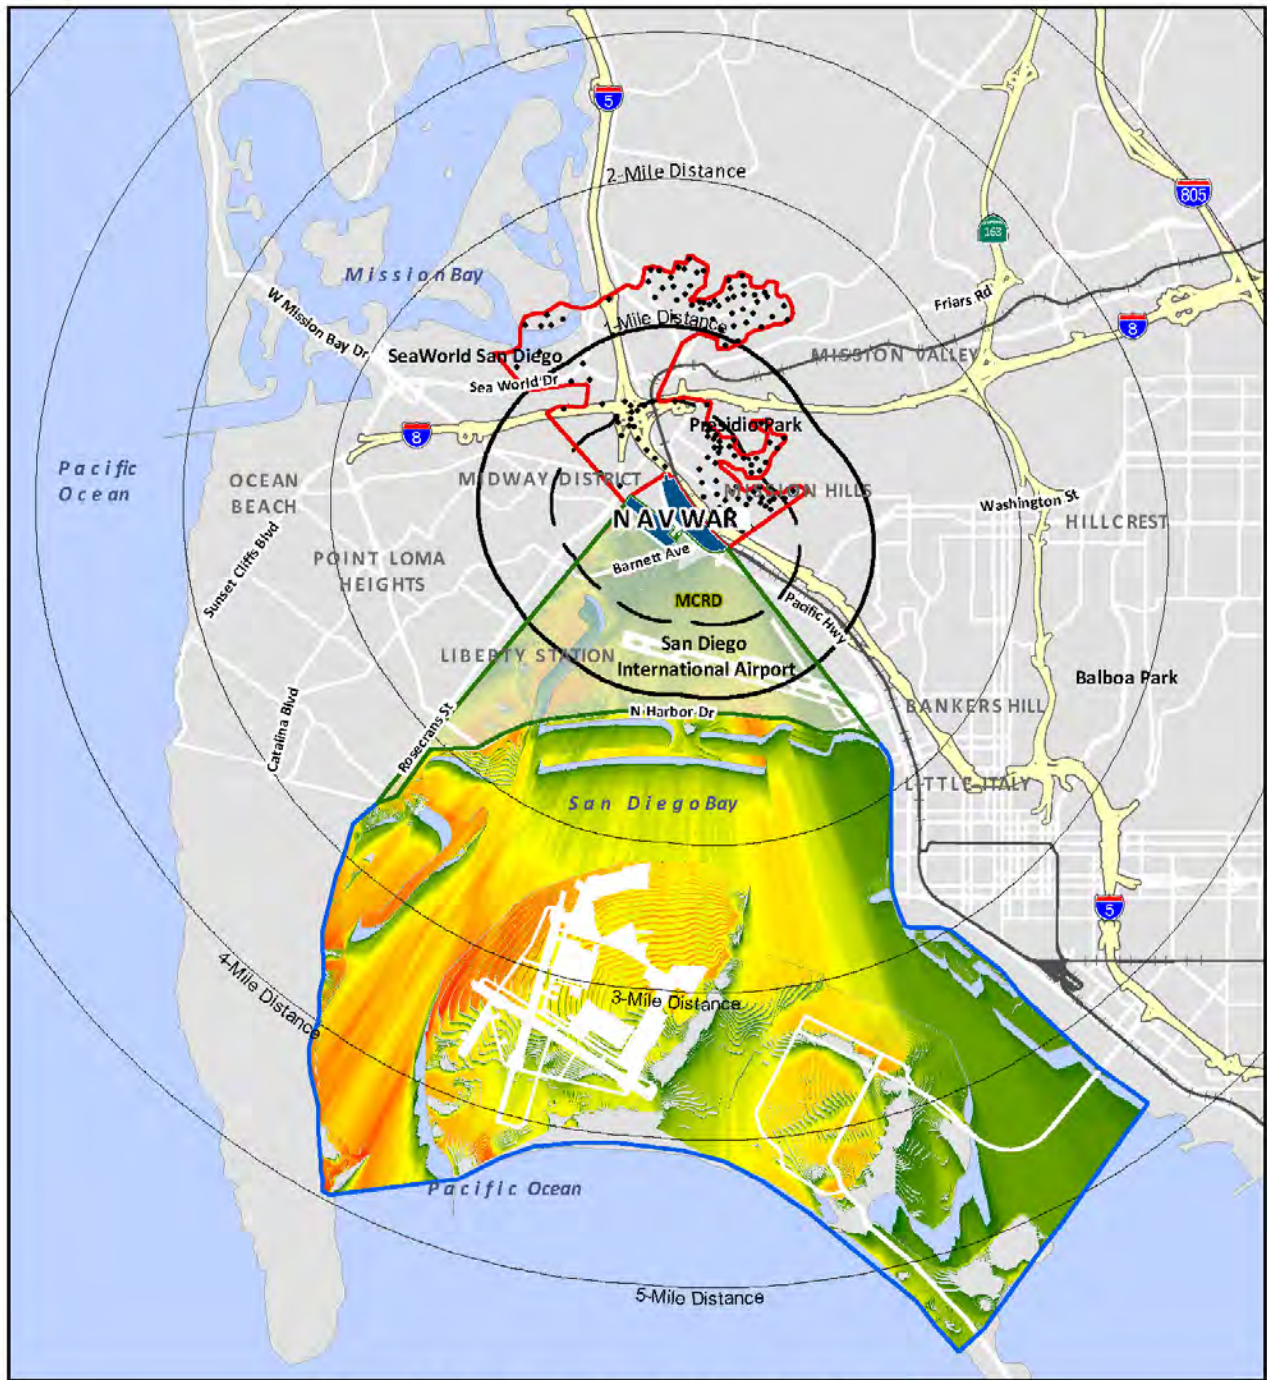 5
2-Mile Distance
805
163
Mission Bay
Friars Rd
W Mission Bay Dr
-Mile Distance
8
SeaWorld San Diego
MISSION VALLEY
Sea World Dr
Presidio Park
8
Pacific
Ocean
OCEAN
BEACH
MIDWAY DISTRICT
MISSION HILLS
Washington St
NAVWAR
HILLCREST
Sunset Cliffs Blvd
POINT LOMA
HEIGHTS
Barnett Ave
MCRD
Pacific Hwy
San Diego
International Airport
LIBERTY STATION
Balboa Park
Catalina Blvd
Rosecrans St
N Harbor Dr
BANKERS HILL
LITTLE ITALY
San Diego Bay
5
4-Mile Distance
3-Mile Distance
Pacific Ocean
5-Mile Distance